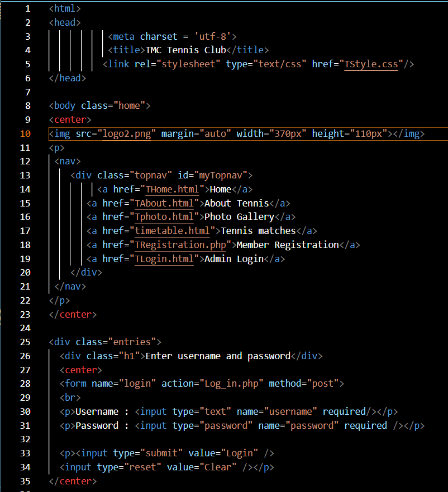 1 <html>
2 <head>
3 <meta charset = 'utf-8'>
4 <title>TMC Tennis Club</title>
5 <link rel="stylesheet" type="text/css" href="TStyle.css"/>
6 </head>
7
8 <body class="home">
9 <center>
10 <img src="logo2.png" margin="auto" width="370px" height="110px"></img>
11 <p>
12 <nav>
13 <div class="topnav" id="myTopnav">
14 <a href="THome.html">Home</a>
15 <a href="TAbout.html">About Tennis</a>
16 <a href="Tphoto.html">Photo Gallery</a>
17 <a href="timetable.html">Tennis matches</a>
18 <a href="TRegistration.php">Member Registration</a>
19 <a href="TLogin.html">Admin Login</a>
20 </div>
21 </nav>
22 </p>
23 </center>
24
25 <div class="entries">
26 <div class="h1">Enter username and password</div>
27 <center>
28 <form name="login" action="Log_in.php" method="post">
29 <br>
30 <p>Username : <input type="text" name="username" required/></p>
31 <p>Password : <input type="password" name="password" required /></p>
32
33 <p><input type="submit" value="Login" />
34 <input type="reset" value="Clear" /></p>
35 </center>